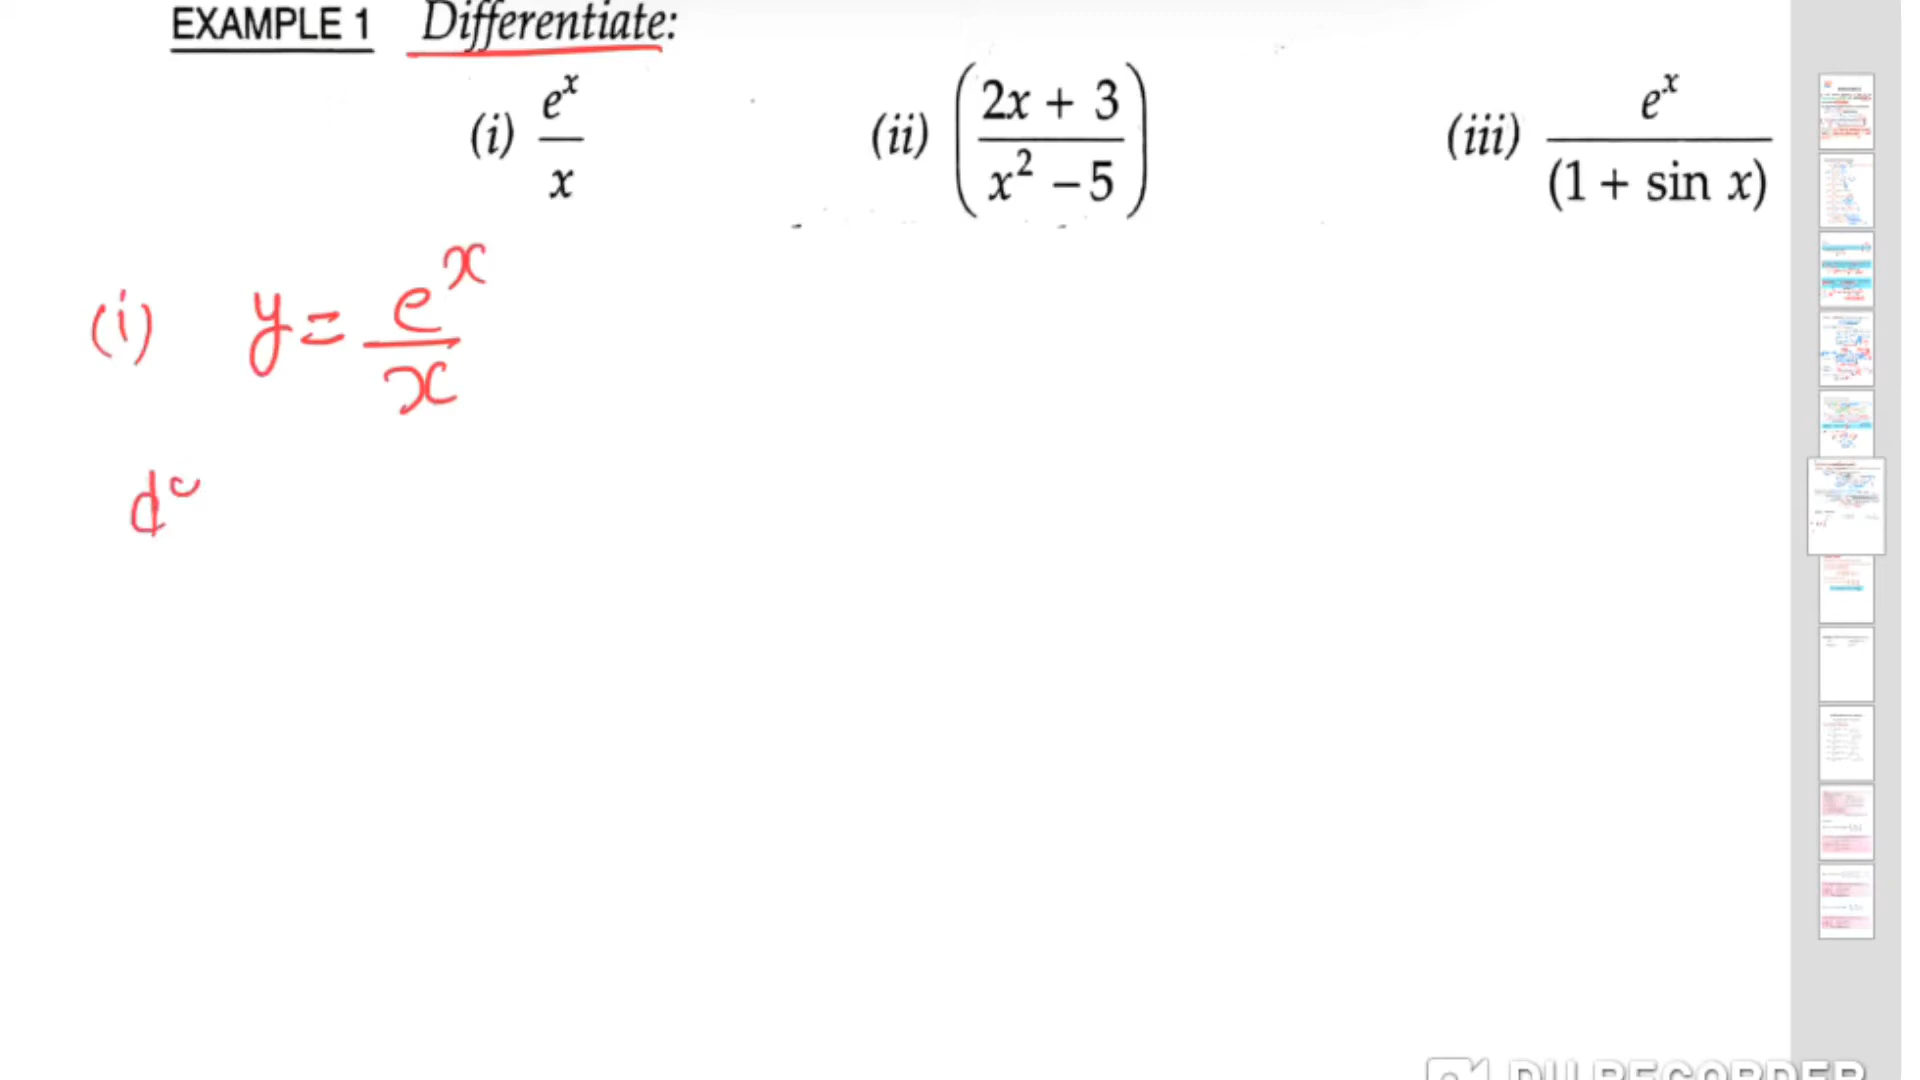 EXAMPLE 1 Differentiate:
(i) e^x / x (ii) ((2x + 3) / (x^2 – 5)) (iii) e^x / (1 + sin x)
(i) y = e^x / x
d